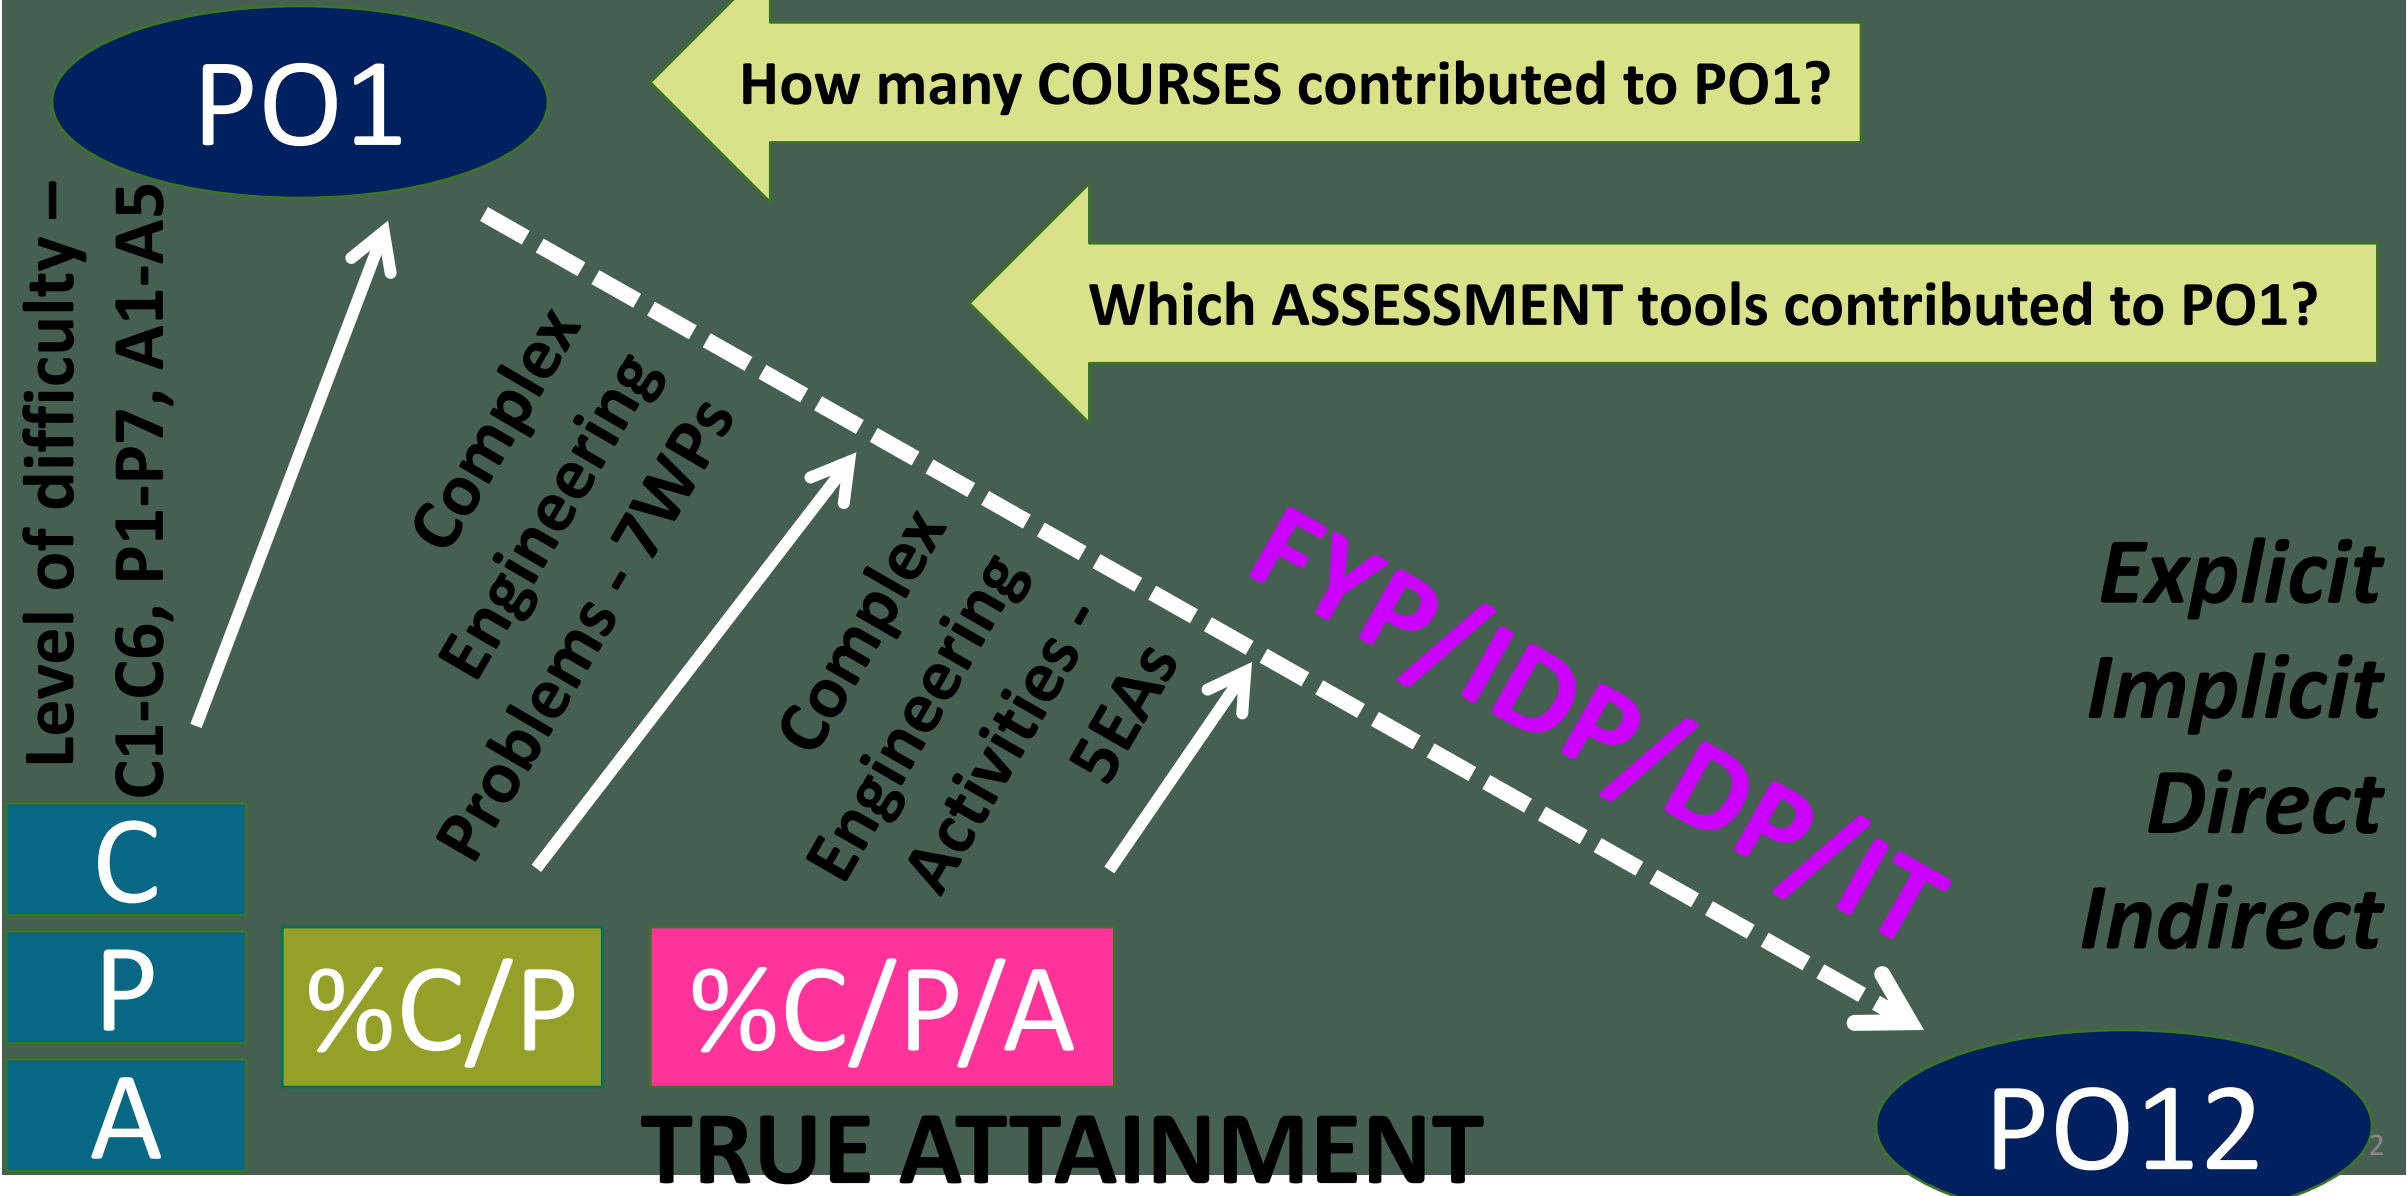 PO1
How many COURSES contributed to PO1?
Which ASSESSMENT tools contributed to PO1?
Level of difficulty –
C1-C6, P1-P7, A1-A5
Complex
Engineering
Problems - 7WPs
Complex
Engineering
Activities -
5EAs
FYP/IDP/DP/IT
Explicit
Implicit
Direct
Indirect
C
P
A
%C/P
%C/P/A
TRUE ATTAINMENT
PO12
2